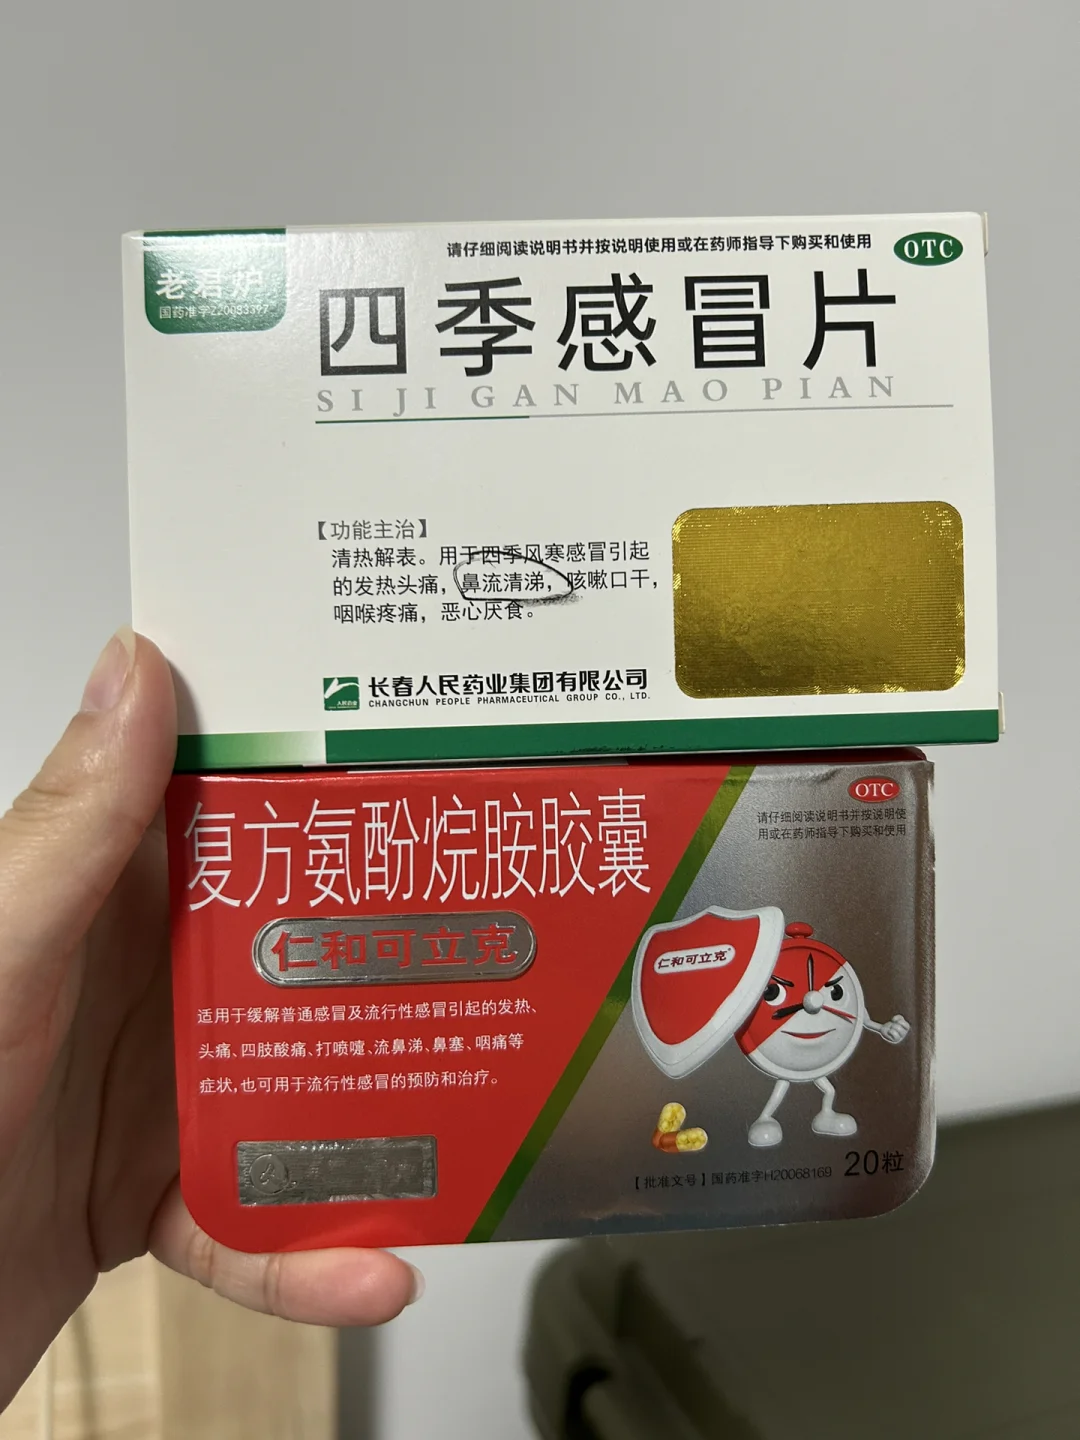 请仔细阅读说明书并按说明使用或在药师指导下购买和使用
OTC
老君炉
国药准字Z20083397
四季感冒片
SI JI GAN MAO PIAN
【功能主治】
清热解表。用于四季风寒感冒引起
的发热头痛，鼻流清涕，咳嗽口干，
咽喉疼痛，恶心厌食。
人民药业
长春人民药业集团有限公司
CHANGCHUN PEOPLE PHARMACEUTICAL GROUP CO., LTD.
复方氨酚烷胺胶囊
OTC
请仔细阅读说明书并按说明使
用或在药师指导下购买和使用
仁和可立克
仁和可立克
适用于缓解普通感冒及流行性感冒引起的发热、
头痛、四肢酸痛、打喷嚏、流鼻涕、鼻塞、咽痛等
症状，也可用于流行性感冒的预防和治疗。
【批准文号】国药准字H20068169
20粒